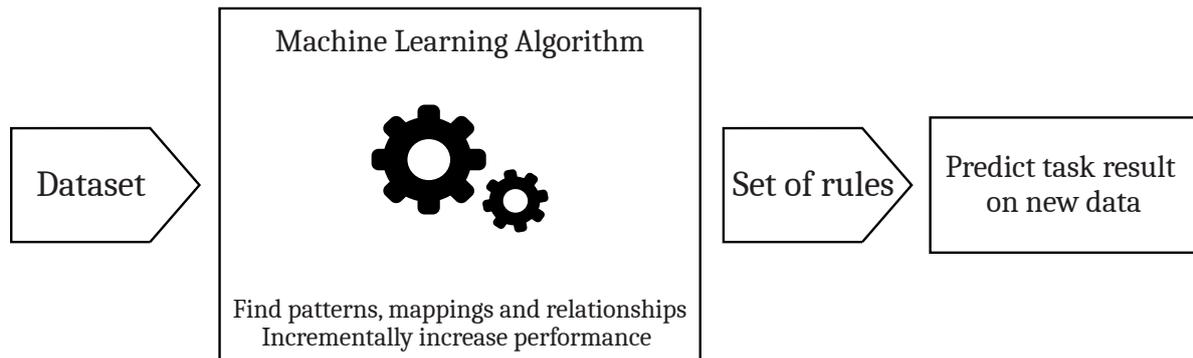 Machine Learning Algorithm
Dataset
Find patterns, mappings and relationships
Incrementally increase performance
Set of rules
Predict task result
on new data